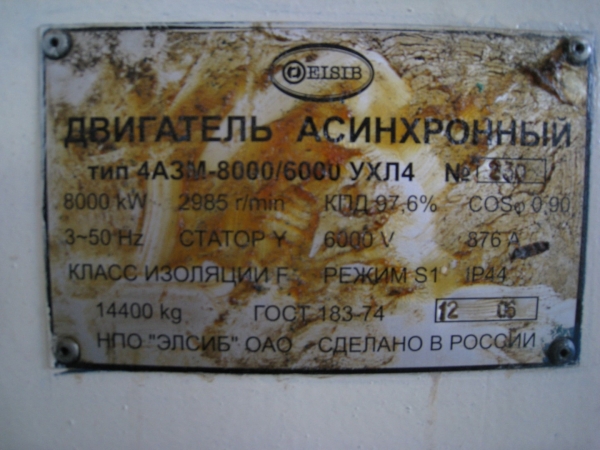 ELSIB
ДВИГАТЕЛЬ АСИНХРОННЫЙ
тип 4АЗМ-8000/6000 УХЛ4 № 230
8000 kW 2985 r/min КПД 97,6% COSφ 0,90
3~50 Hz СТАТОР Y 6000 V 876 A
КЛАСС ИЗОЛЯЦИИ F РЕЖИМ S1 IP44
14400 kg ГОСТ 183-74 12 06
НПО "ЭЛСИБ" ОАО СДЕЛАНО В РОССИИ